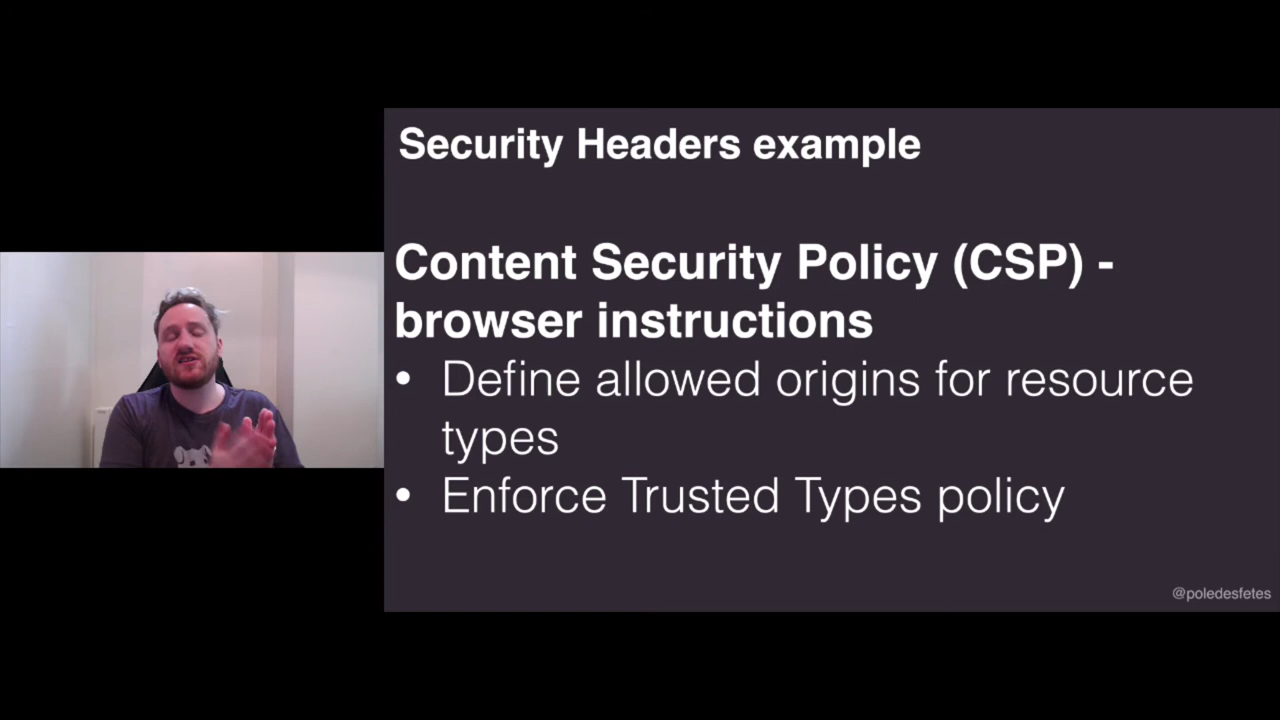 Security Headers example
Content Security Policy (CSP) -
browser instructions
• Define allowed origins for resource
types
• Enforce Trusted Types policy
@poledesfetes